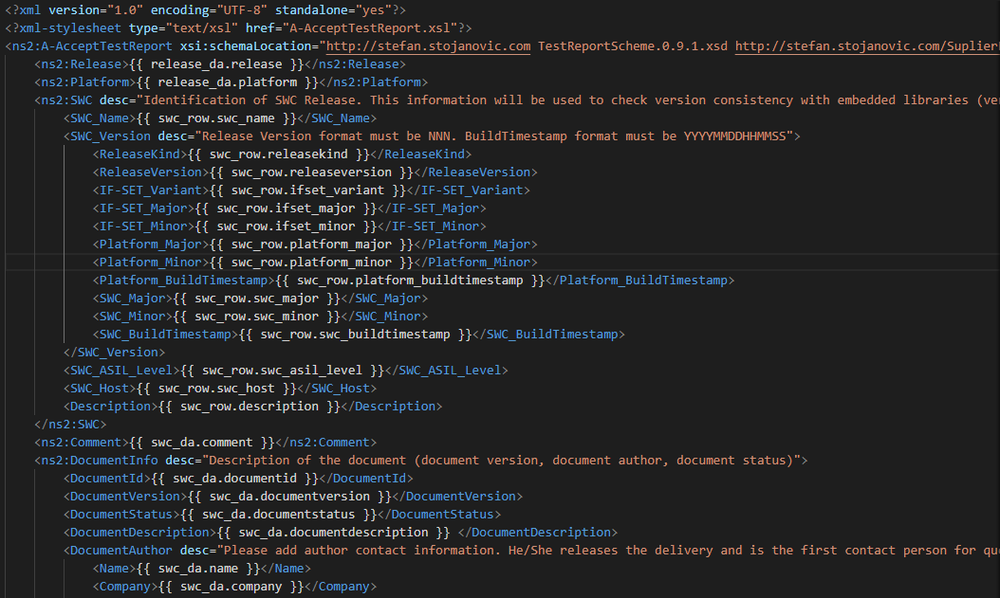 <?xml version="1.0" encoding="UTF-8" standalone="yes"?>
<?xml-stylesheet type="text/xsl" href="A-AcceptTestReport.xsl"?>
<ns2:A-AcceptTestReport xsi:schemaLocation="http://stefan.stojanovic.com TestReportScheme.0.9.1.xsd http://stefan.stojanovic.com/Suplier
<ns2:Release>{{ release_da.release }}</ns2:Release>
<ns2:Platform>{{ release_da.platform }}</ns2:Platform>
<ns2:SWC desc="Identification of SWC Release. This information will be used to check version consistency with embedded libraries (ve
<SWC_Name>{{ swc_row.swc_name }}</SWC_Name>
<SWC_Version desc="Release Version format must be NNN. BuildTimestamp format must be YYYYMMDDHHMMSS">
<ReleaseKind>{{ swc_row.releasekind }}</ReleaseKind>
<ReleaseVersion>{{ swc_row.releaseversion }}</ReleaseVersion>
<IF-SET_Variant>{{ swc_row.ifset_variant }}</IF-SET_Variant>
<IF-SET_Major>{{ swc_row.ifset_major }}</IF-SET_Major>
<IF-SET_Minor>{{ swc_row.ifset_minor }}</IF-SET_Minor>
<Platform_Major>{{ swc_row.platform_major }}</Platform_Major>
<Platform_Minor>{{ swc_row.platform_minor }}</Platform_Minor>
<Platform_BuildTimestamp>{{ swc_row.platform_buildtimestamp }}</Platform_BuildTimestamp>
<SWC_Major>{{ swc_row.swc_major }}</SWC_Major>
<SWC_Minor>{{ swc_row.swc_minor }}</SWC_Minor>
<SWC_BuildTimestamp>{{ swc_row.swc_buildtimestamp }}</SWC_BuildTimestamp>
</SWC_Version>
<SWC_ASIL_Level>{{ swc_row.swc_asil_level }}</SWC_ASIL_Level>
<SWC_Host>{{ swc_row.swc_host }}</SWC_Host>
<Description>{{ swc_row.description }}</Description>
</ns2:SWC>
<ns2:Comment>{{ swc_da.comment }}</ns2:Comment>
<ns2:DocumentInfo desc="Description of the document (document version, document author, document status)">
<DocumentId>{{ swc_da.documentid }}</DocumentId>
<DocumentVersion>{{ swc_da.documentversion }}</DocumentVersion>
<DocumentStatus>{{ swc_da.documentstatus }}</DocumentStatus>
<DocumentDescription>{{ swc_da.documentdescription }} </DocumentDescription>
<DocumentAuthor desc="Please add author contact information. He/She releases the delivery and is the first contact person for qu
<Name>{{ swc_da.name }}</Name>
<Company>{{ swc_da.company }}</Company>